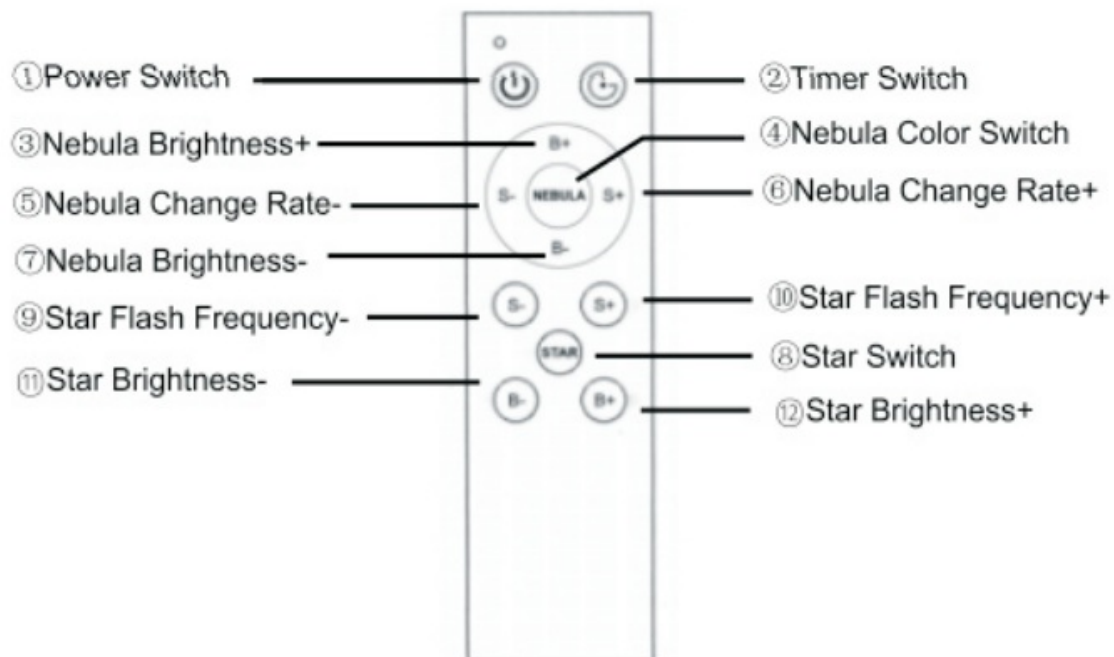 ①Power Switch
②Timer Switch
③Nebula Brightness+
B+
④Nebula Color Switch
⑤Nebula Change Rate-
S-
NEBULA
S+
⑥Nebula Change Rate+
⑦Nebula Brightness-
B-
⑨Star Flash Frequency-
S-
S+
⑩Star Flash Frequency+
STAR
⑧Star Switch
⑪Star Brightness-
B-
B+
⑫Star Brightness+